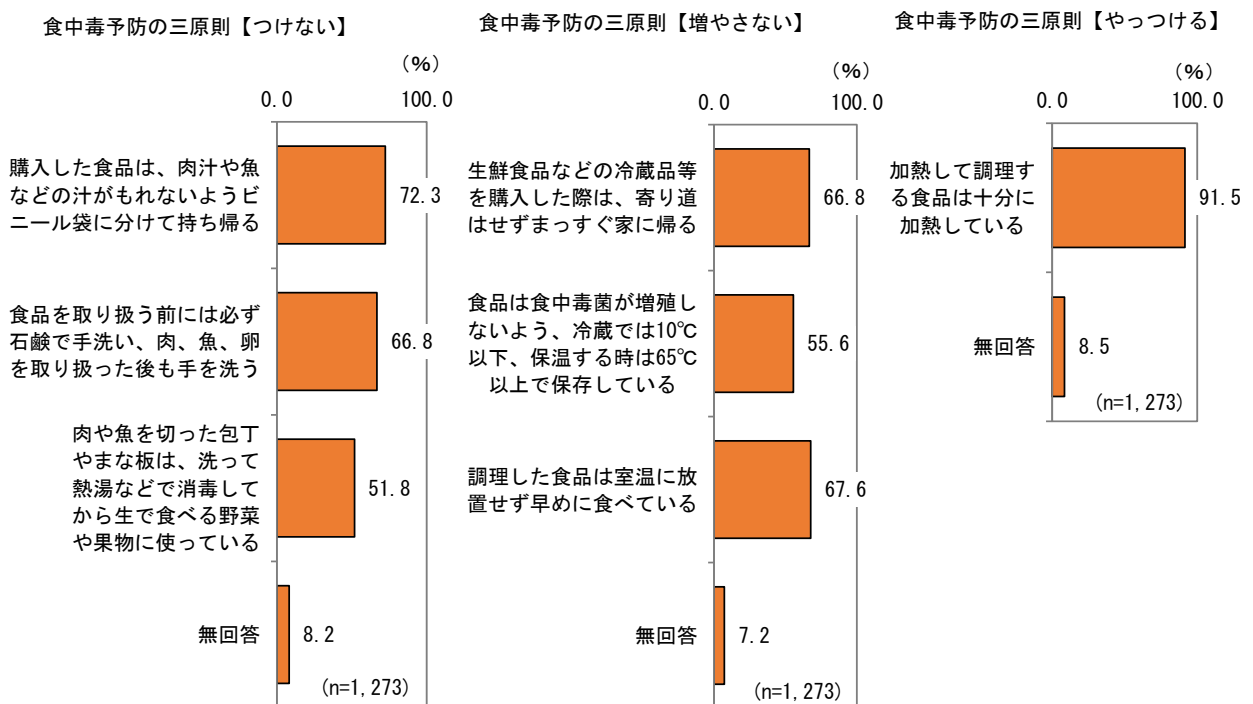 食中毒予防の三原則【つけない】
(%)
0.0 100.0
購入した食品は、肉汁や魚
などの汁がもれないようビ
ニール袋に分けて持ち帰る
72.3
食品を取り扱う前には必ず
石鹸で手洗い、肉、魚、卵
を取り扱った後も手を洗う
66.8
肉や魚を切った包丁
やまな板は、洗って
熱湯などで消毒して
から生で食べる野菜
や果物に使っている
51.8
無回答
8.2
(n=1,273)
食中毒予防の三原則【増やさない】
(%)
0.0 100.0
生鮮食品などの冷蔵品等
を購入した際は、寄り道
はせずまっすぐ家に帰る
66.8
食品は食中毒菌が増殖し
ないよう、冷蔵では10℃
以下、保温する時は65℃
以上で保存している
55.6
調理した食品は室温に放
置せず早めに食べている
67.6
無回答
7.2
(n=1,273)
食中毒予防の三原則【やっつける】
(%)
0.0 100.0
加熱して調理す
る食品は十分に
加熱している
91.5
無回答
8.5
(n=1,273)